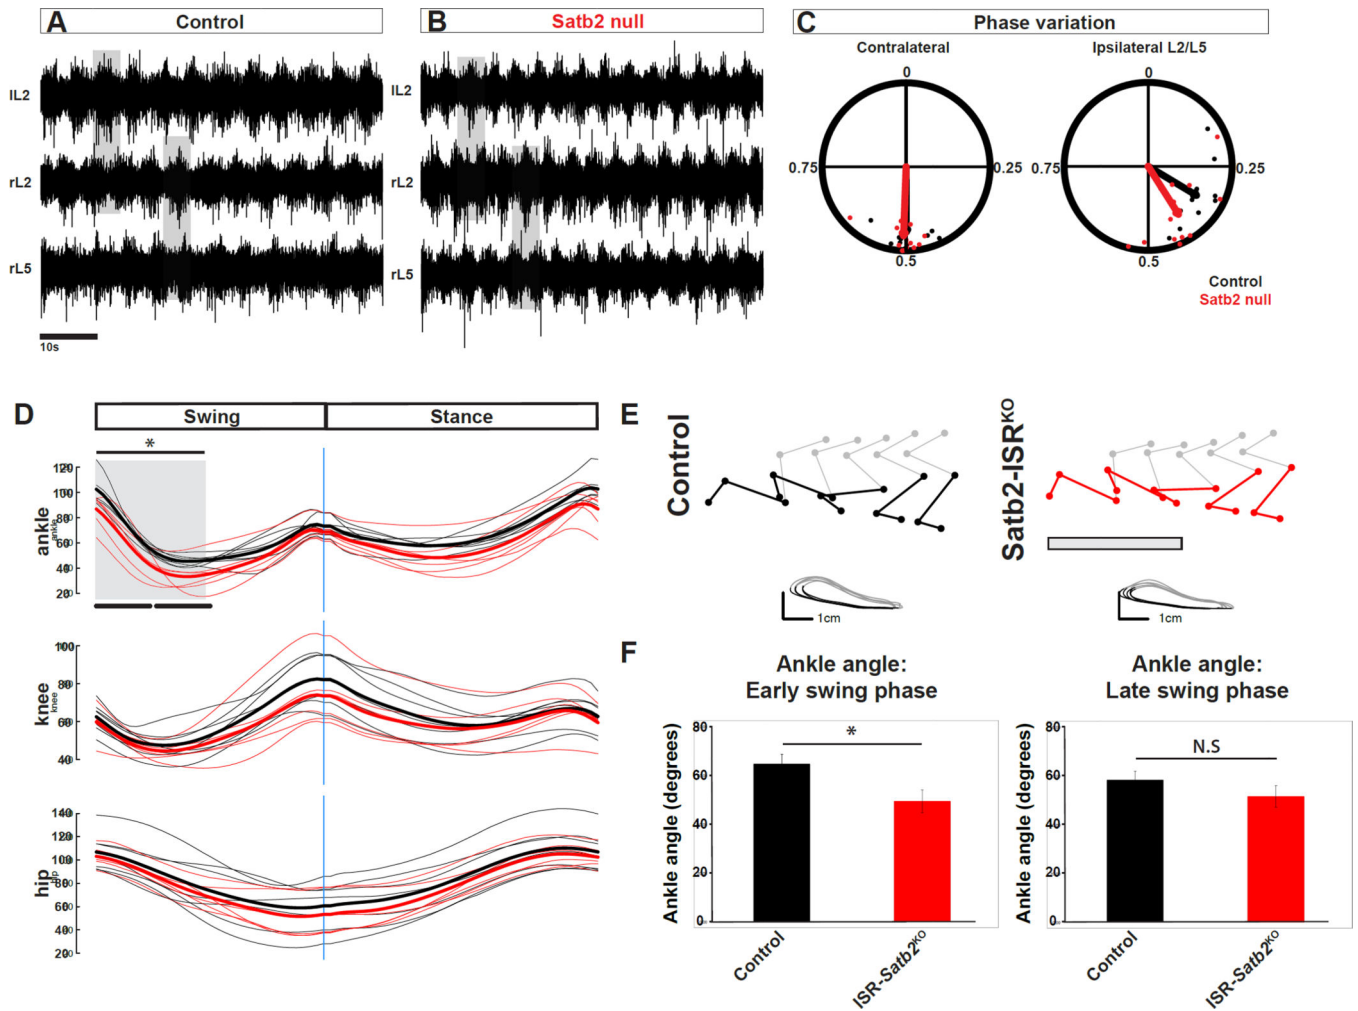 A Control
lL2
rL2
rL5
10s
B Satb2 null
lL2
rL2
rL5
C Phase variation
Contralateral
0
0.25
0.5
0.75
Ipsilateral L2/L5
0
0.25
0.5
0.75
Control
Satb2 null
D
Swing
Stance
*
ankle
ankle
120
100
80
60
40
20
knee
knee
100
80
60
40
hip
140
120
100
80
60
40
20
E
Control
1cm
Satb2-ISRKO
1cm
F
Ankle angle:
Early swing phase
Ankle angle (degrees)
80
60
40
20
0
*
Control
ISR-Satb2KO
Ankle angle:
Late swing phase
Ankle angle (degrees)
80
60
40
20
0
N.S
Control
ISR-Satb2KO